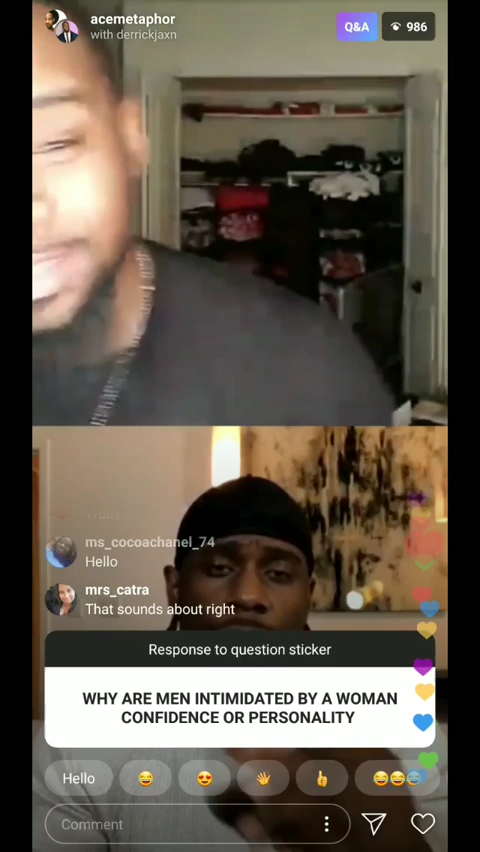 acemetaphor
with derrickjaxn
Q&A
986
ms_cocoachanel_74
Hello
mrs_catra
That sounds about right
Response to question sticker
WHY ARE MEN INTIMIDATED BY A WOMAN
CONFIDENCE OR PERSONALITY
Hello
Comment